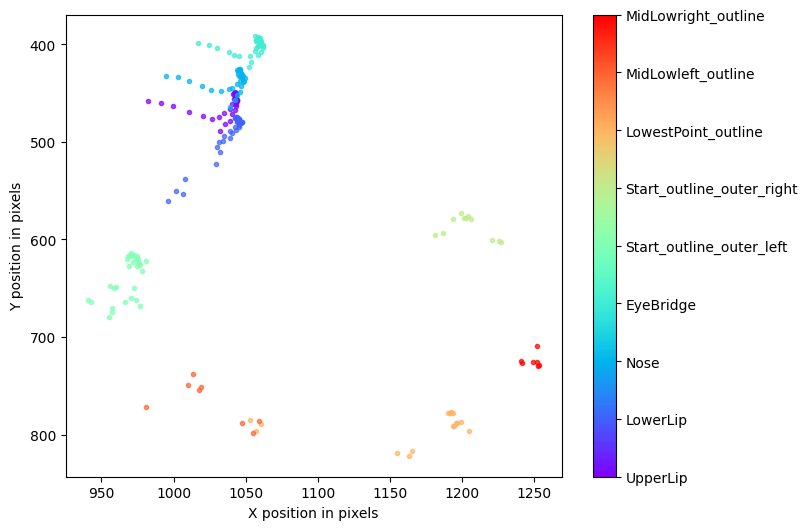 400
500
600
700
800
Y position in pixels
950
1000
1050
1100
1150
1200
1250
X position in pixels
MidLowright_outline
MidLowleft_outline
LowestPoint_outline
Start_outline_outer_right
Start_outline_outer_left
EyeBridge
Nose
LowerLip
UpperLip